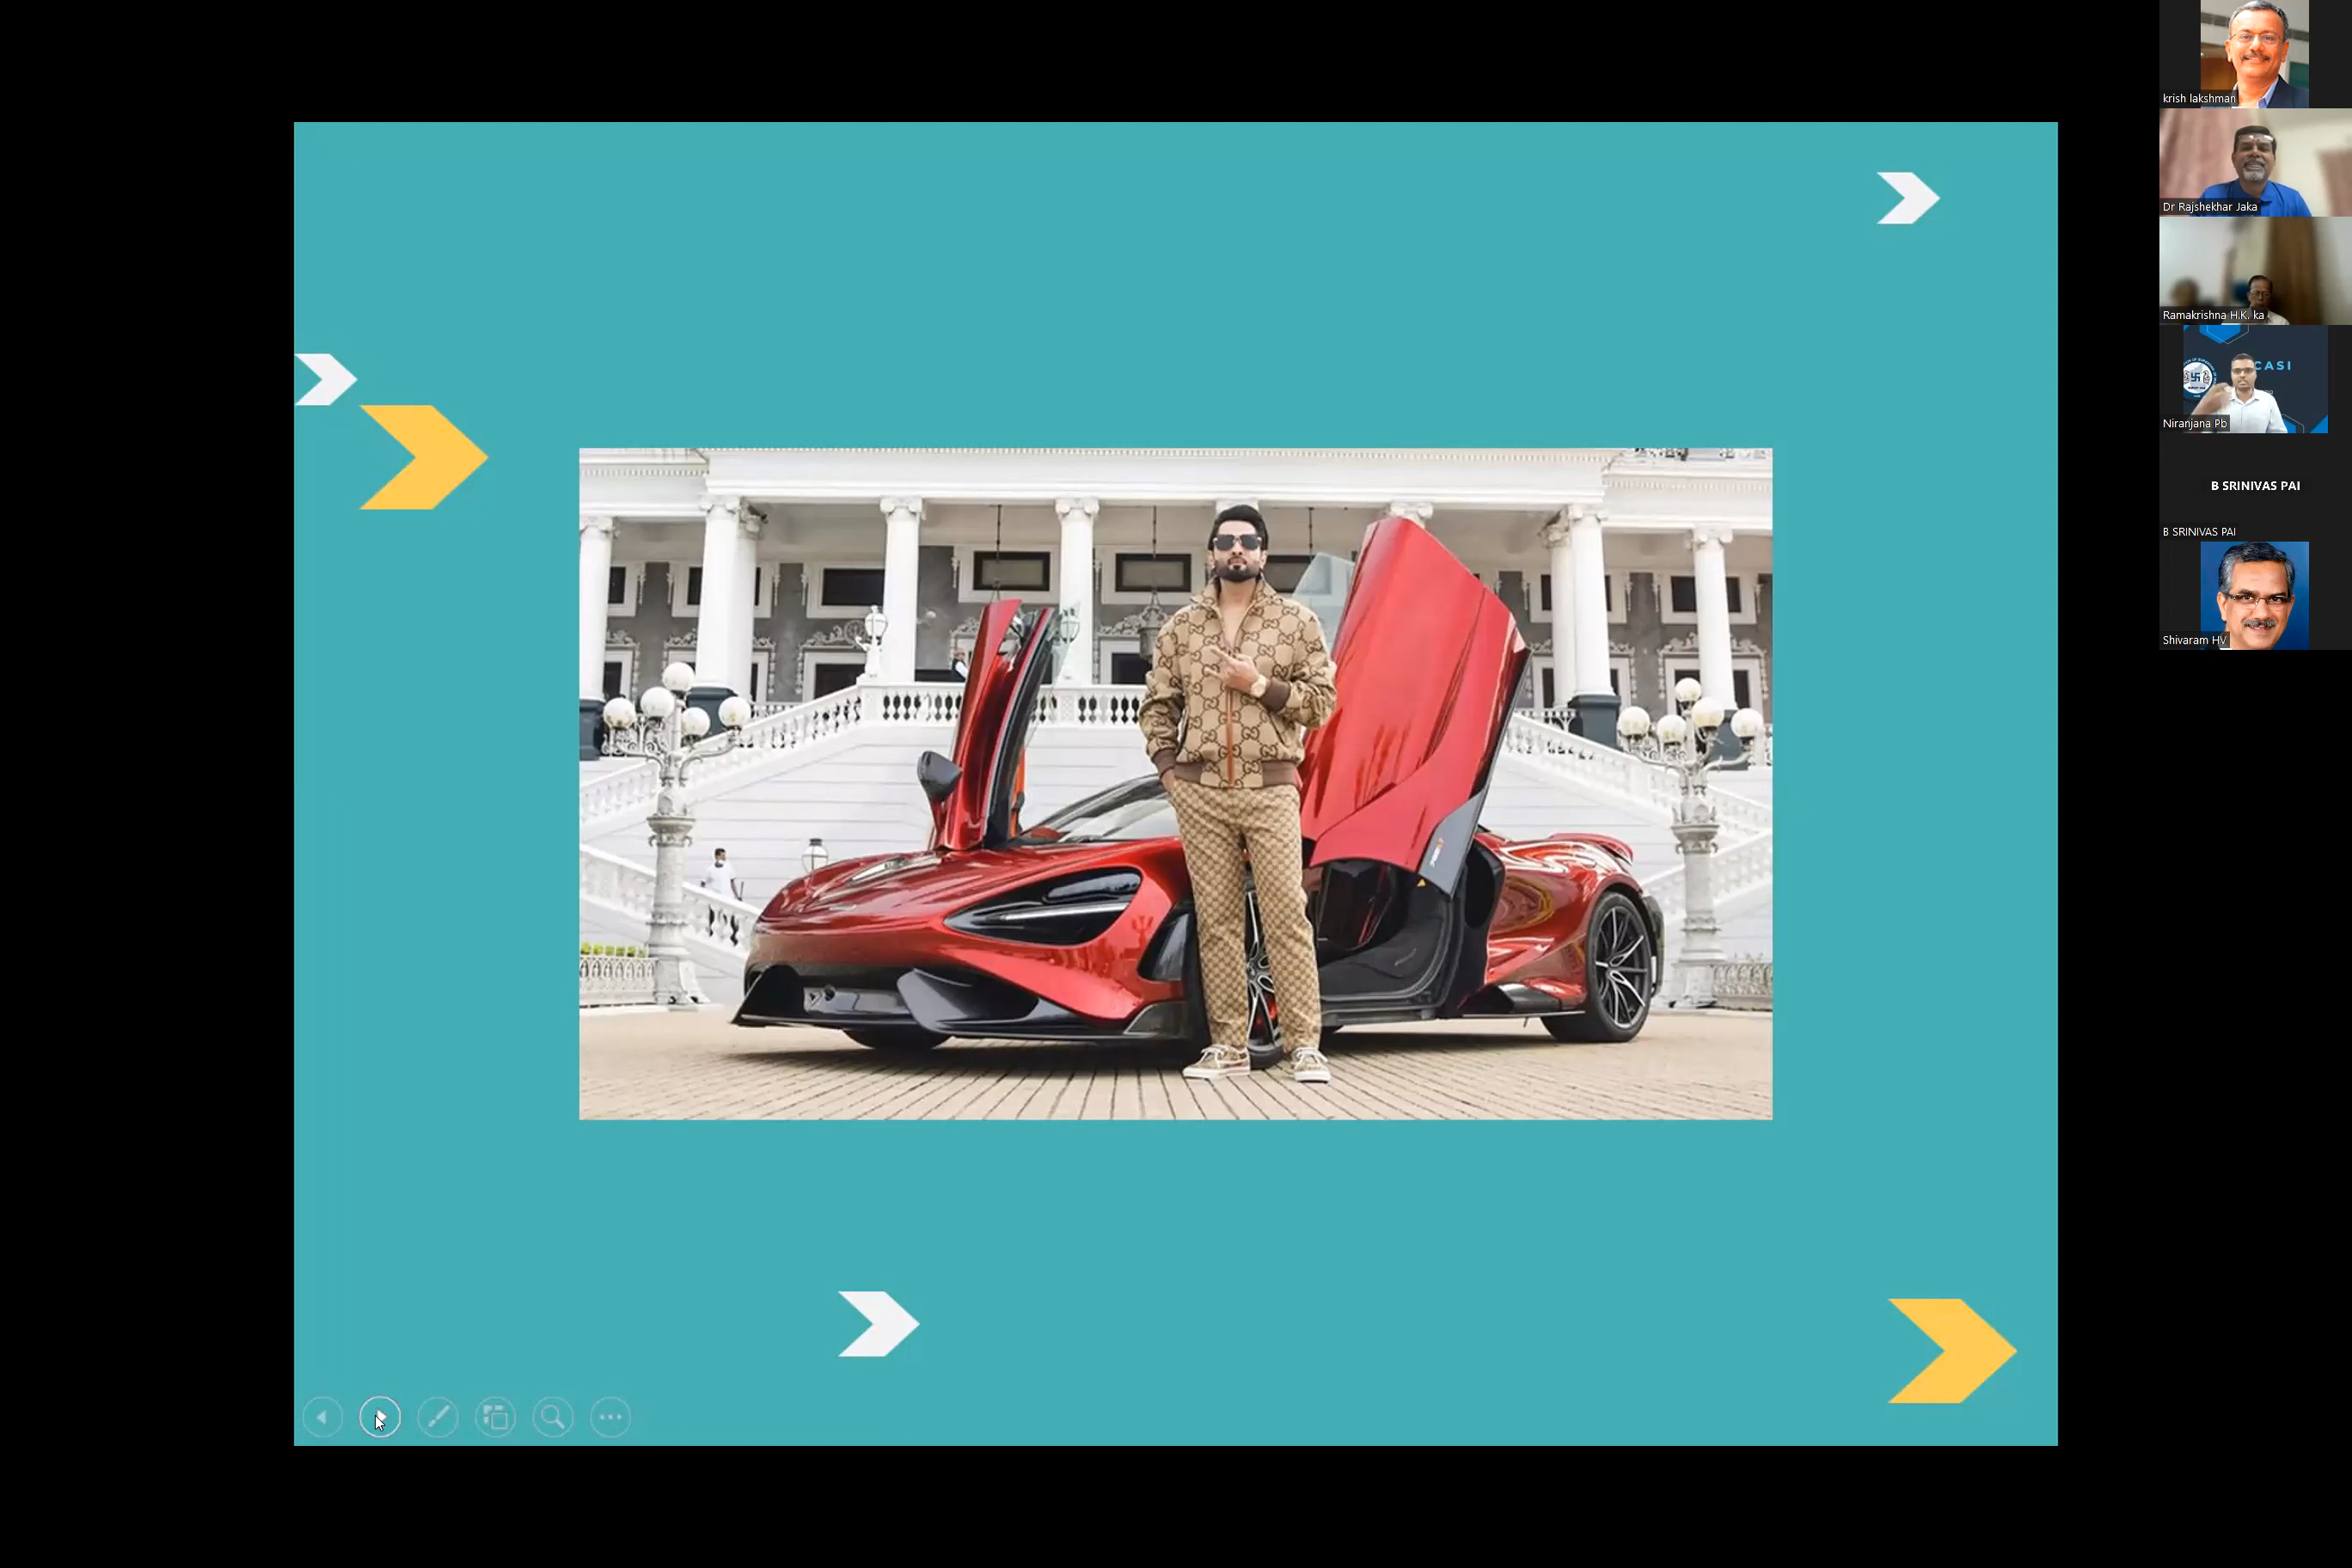 krish lakshman
Dr Rajshekhar Jaka
Ramakrishna H.K. ka
CASI
Niranjana Pb
B SRINIVAS PAI
B SRINIVAS PAI
Shivaram HV